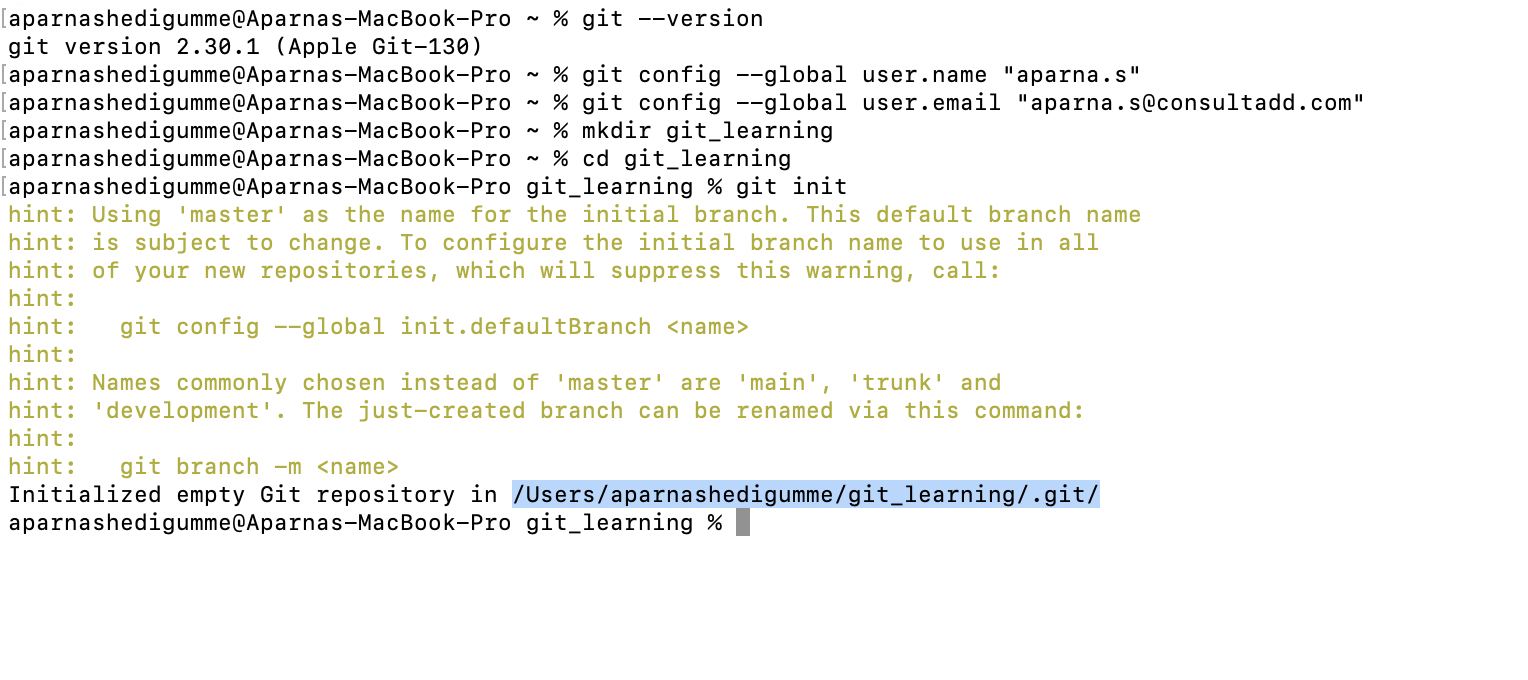 [aparnashedigumme@Aparnas-MacBook-Pro ~ % git --version
git version 2.30.1 (Apple Git-130)
[aparnashedigumme@Aparnas-MacBook-Pro ~ % git config --global user.name "aparna.s"
[aparnashedigumme@Aparnas-MacBook-Pro ~ % git config --global user.email "aparna.s@consultadd.com"
[aparnashedigumme@Aparnas-MacBook-Pro ~ % mkdir git_learning
[aparnashedigumme@Aparnas-MacBook-Pro ~ % cd git_learning
[aparnashedigumme@Aparnas-MacBook-Pro git_learning % git init
hint: Using 'master' as the name for the initial branch. This default branch name
hint: is subject to change. To configure the initial branch name to use in all
hint: of your new repositories, which will suppress this warning, call:
hint:
hint:   git config --global init.defaultBranch <name>
hint:
hint: Names commonly chosen instead of 'master' are 'main', 'trunk' and
hint: 'development'. The just-created branch can be renamed via this command:
hint:
hint:   git branch -m <name>
Initialized empty Git repository in /Users/aparnashedigumme/git_learning/.git/
aparnashedigumme@Aparnas-MacBook-Pro git_learning %